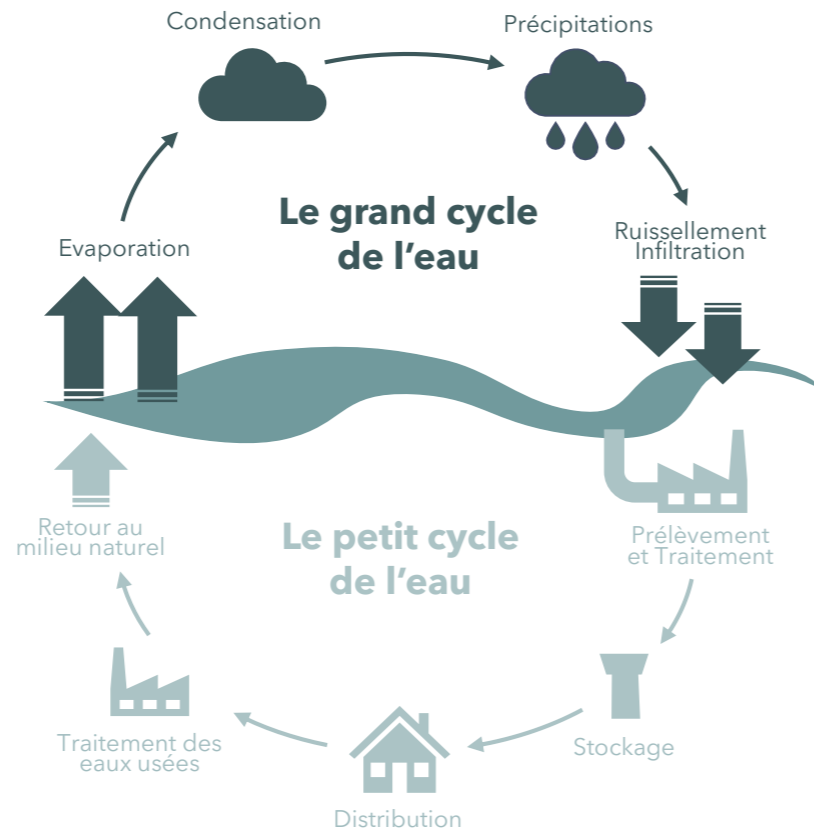 Condensation
Précipitations
Le grand cycle
de l'eau
Evaporation
Ruissellement
Infiltration
Retour au
milieu naturel
Le petit cycle
de l'eau
Prélèvement
et Traitement
Traitement des
eaux usées
Stockage
Distribution